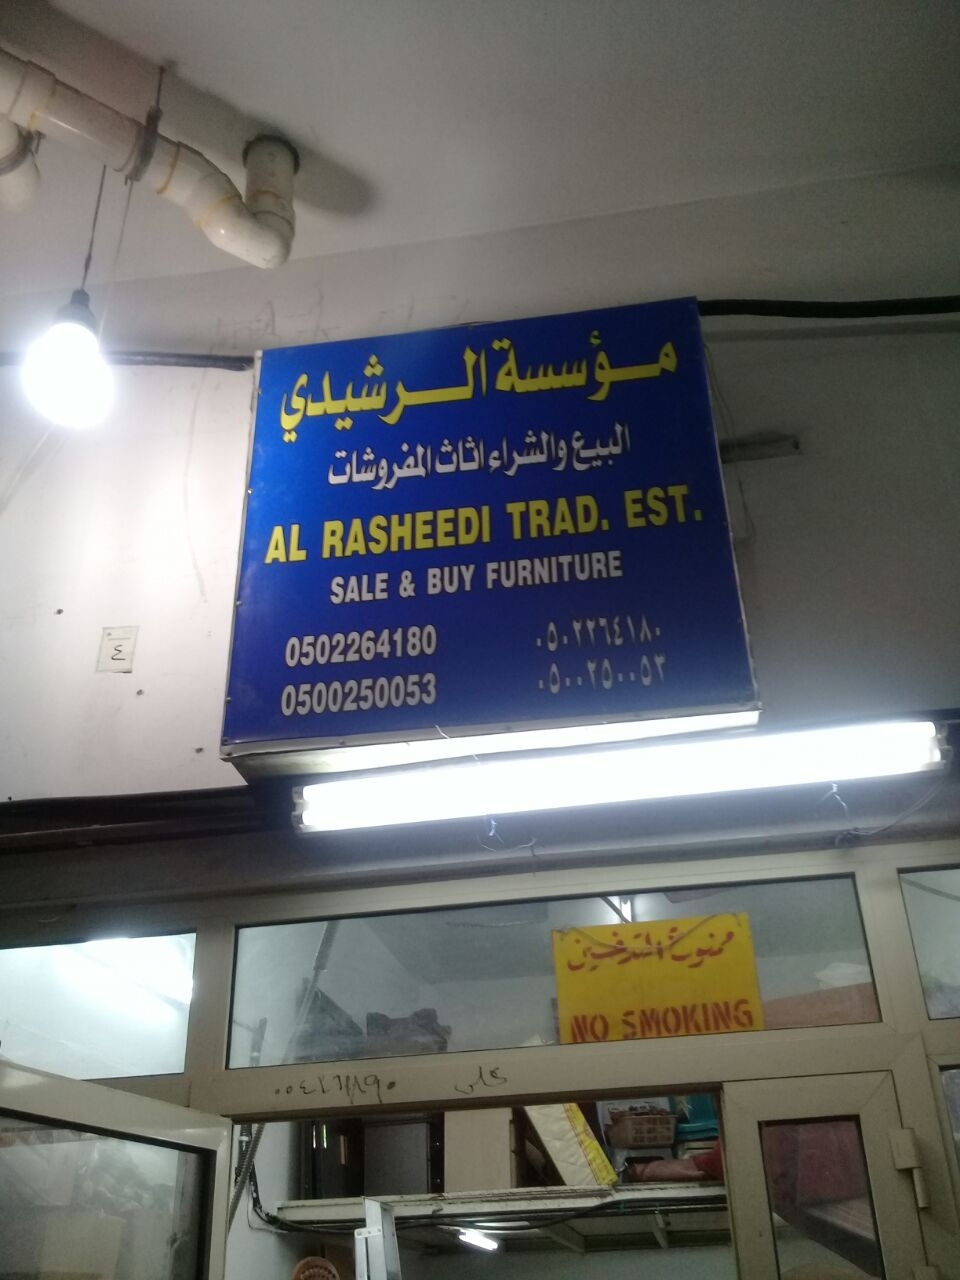 مؤسسة الرشيدي
البيع والشراء اثاث المفروشات
AL RASHEEDI TRAD. EST.
SALE & BUY FURNITURE
0502264180 ٠٥٠٢٢٦٤١٨٠
0500250053 ٠٥٠٠٢٥٠٠٥٣
٤
ممنوع التدخين
NO SMOKING